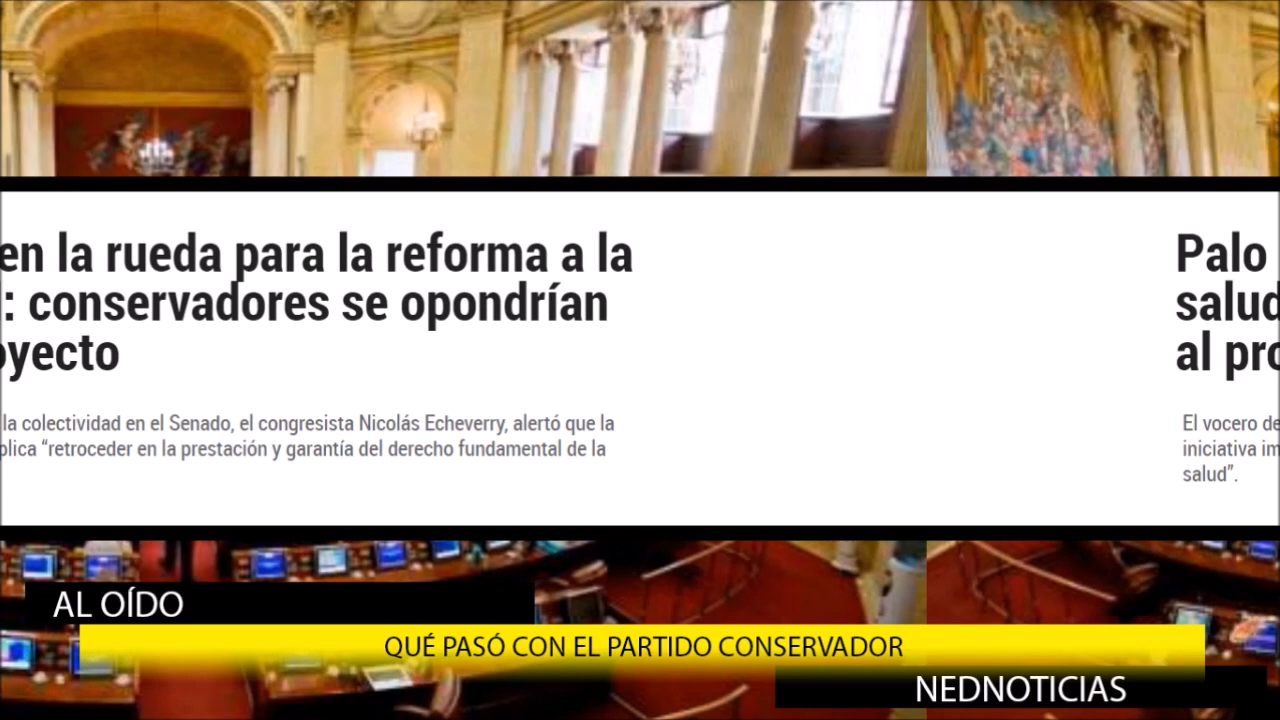 en la rueda para la reforma a la
: conservadores se opondrían
oyecto
la colectividad en el Senado, el congresista Nicolás Echeverry, alertó que la
plica “retroceder en la prestación y garantía del derecho fundamental de la
Palo
salud
al pro
El vocero de
iniciativa im
salud”.
AL OÍDO
QUÉ PASÓ CON EL PARTIDO CONSERVADOR
NEDNOTICIAS